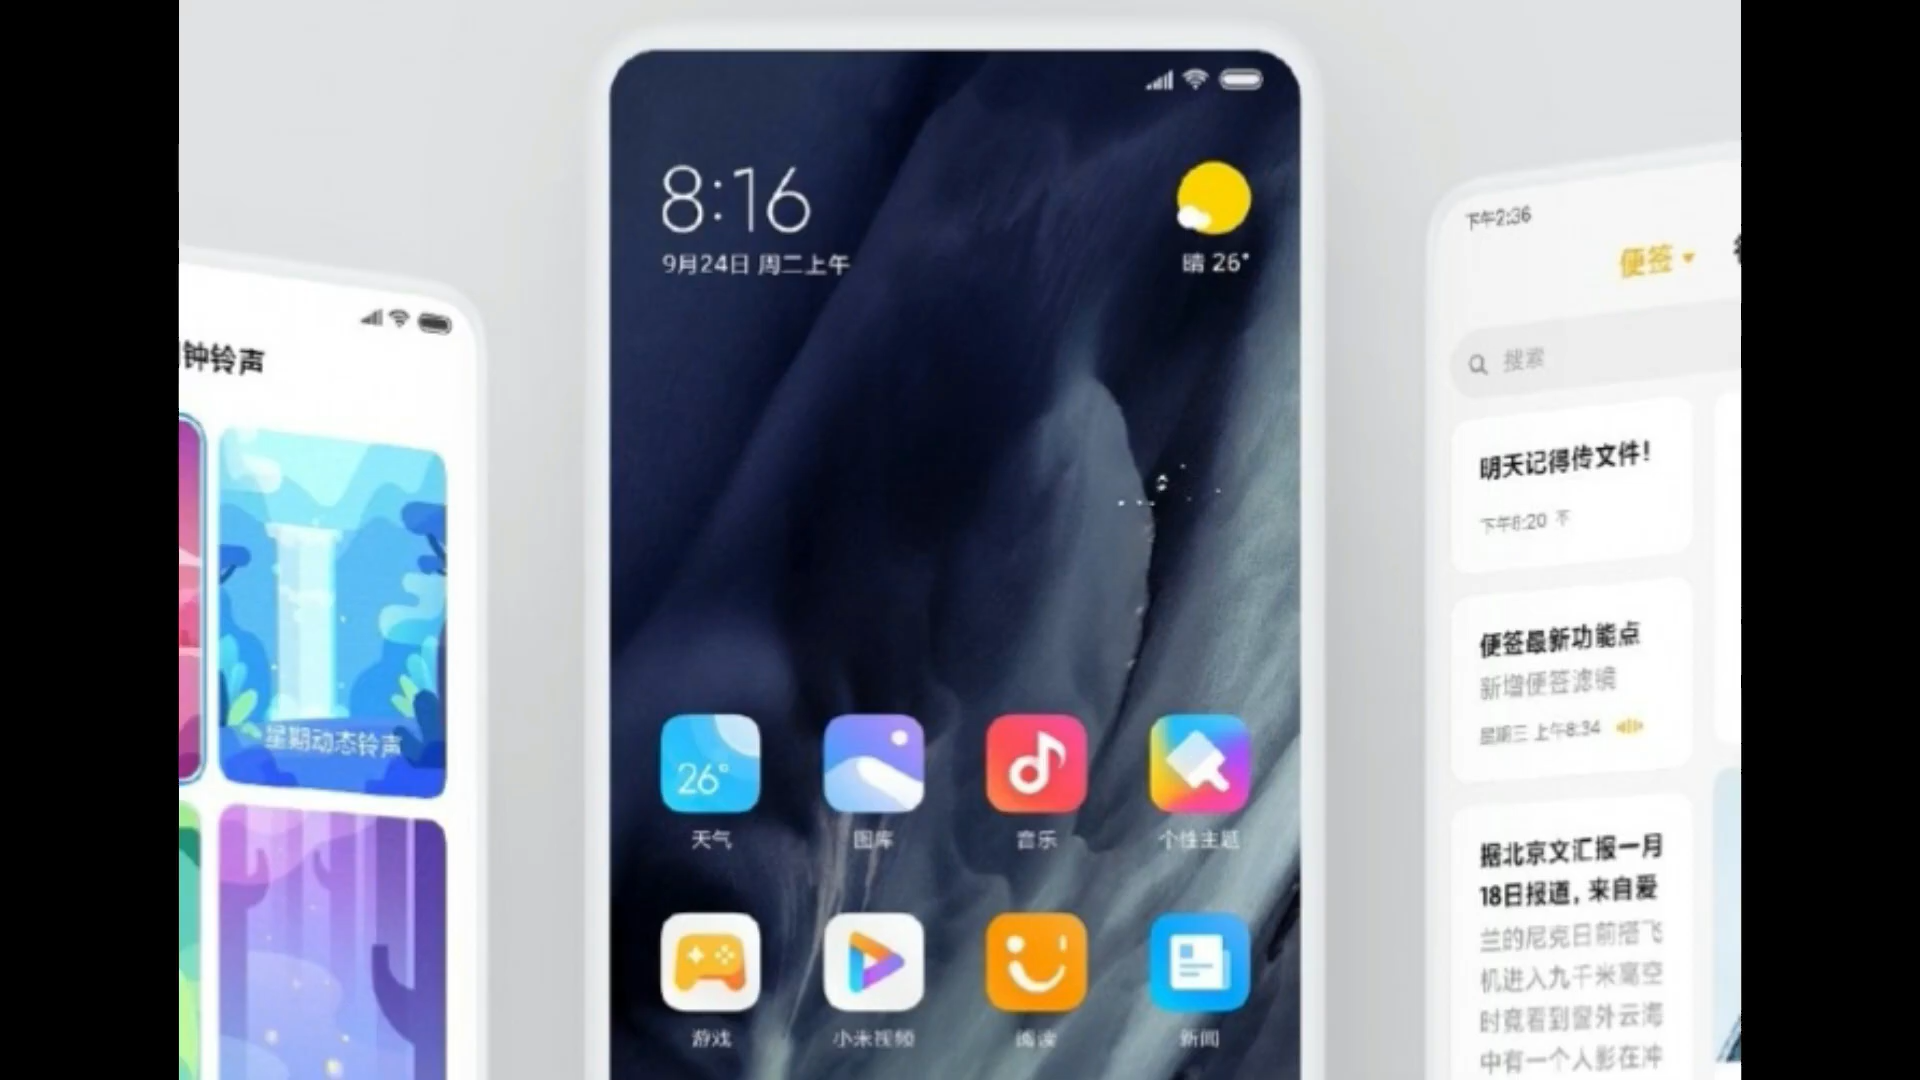 钟铃声
星期动态铃声
8:16
9月24日 周二上午
晴 26°
26°
天气
图库
音乐
个性主题
游戏
小米视频
阅读
新闻
下午2:36
便签
搜索
明天记得传文件!
下午8:20
便签最新功能点
新增便签滤镜
星期三 上午8:34
据北京文汇报一月
18日报道，来自爱
兰的尼克日前搭飞
机进入九千米高空
时竟看到窗外云海
中有一个人影在冲